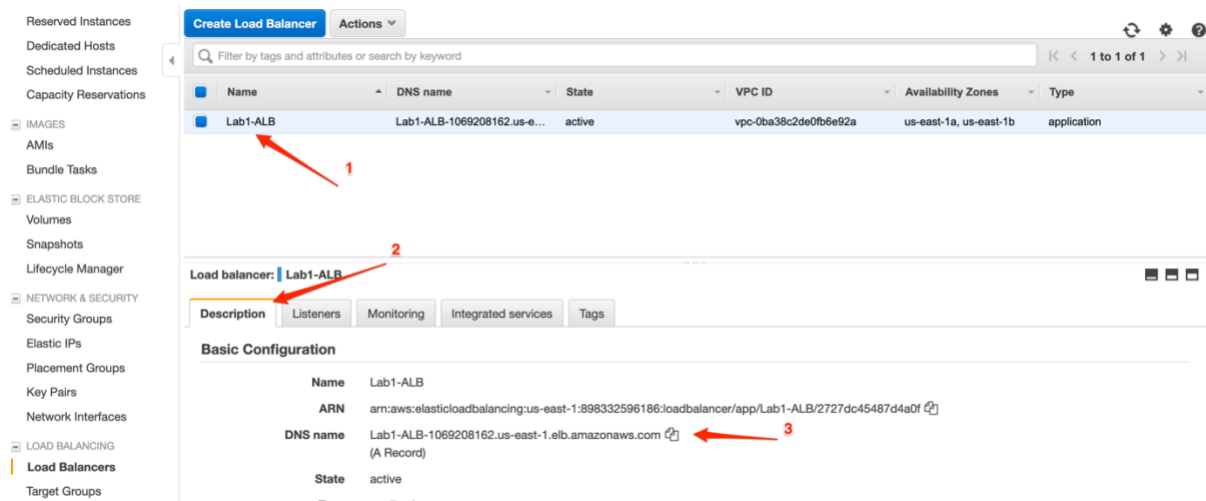 Reserved Instances
Dedicated Hosts
Scheduled Instances
Capacity Reservations
IMAGES
AMIs
Bundle Tasks
ELASTIC BLOCK STORE
Volumes
Snapshots
Lifecycle Manager
NETWORK & SECURITY
Security Groups
Elastic IPs
Placement Groups
Key Pairs
Network Interfaces
LOAD BALANCING
Load Balancers
Target Groups
Create Load Balancer Actions
Filter by tags and attributes or search by keyword 1 to 1 of 1
Name DNS name State VPC ID Availability Zones Type
Lab1-ALB Lab1-ALB-1069208162.us-e... active vpc-0ba38c2de0fb6e92a us-east-1a, us-east-1b application
1
2
Load balancer: Lab1-ALB
Description Listeners Monitoring Integrated services Tags
Basic Configuration
Name Lab1-ALB
ARN arn:aws:elasticloadbalancing:us-east-1:898332596186:loadbalancer/app/Lab1-ALB/2727dc45487d4a0f
DNS name Lab1-ALB-1069208162.us-east-1.elb.amazonaws.com 3
(A Record)
State active